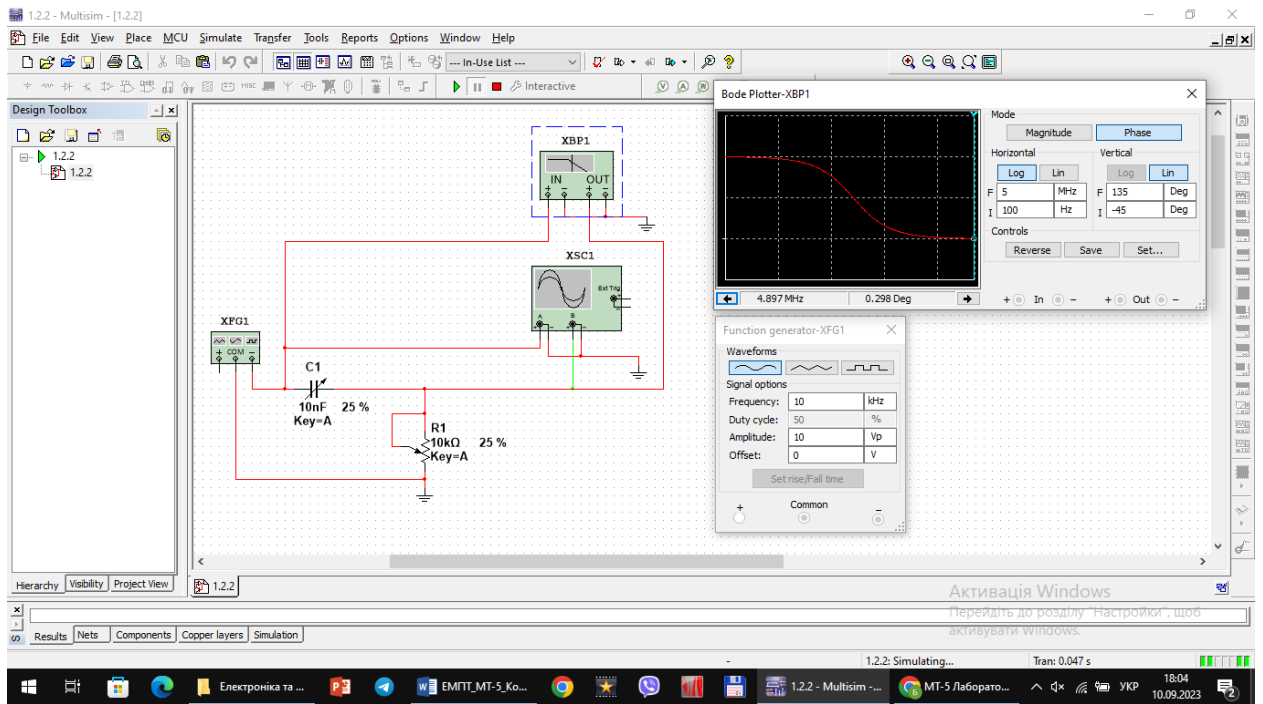 1.2.2 - Multisim - [1.2.2]
File Edit View Place MCU Simulate Transfer Tools Reports Options Window Help
--- In-Use List ---
Interactive
Design Toolbox
1.2.2
1.2.2
XBP1
IN OUT
XSC1
Ext Trig
A B
XFG1
COM
C1
10nF 25 %
Key=A
R1
10kΩ 25 %
Key=A
Bode Plotter-XBP1
Mode
Magnitude Phase
Horizontal Vertical
Log Lin Log Lin
F 5 MHz F 135 Deg
I 100 Hz I -45 Deg
Controls
Reverse Save Set...
4.897 MHz 0.298 Deg
+ In − + Out −
Function generator-XFG1
Waveforms
Signal options
Frequency: 10 kHz
Duty cycle: 50 %
Amplitude: 10 Vp
Offset: 0 V
Set rise/Fall time
+ Common −
Hierarchy Visibility Project View
1.2.2
Активація Windows
Перейдіть до розділу "Настройки", щоб
активувати Windows.
Results Nets Components Copper layers Simulation
- 1.2.2: Simulating... Tran: 0.047 s
Електроніка та ...
ЕМПТ_МТ-5_Ко...
1.2.2 - Multisim -...
МТ-5 Лаборато...
УКР
18:04
10.09.2023